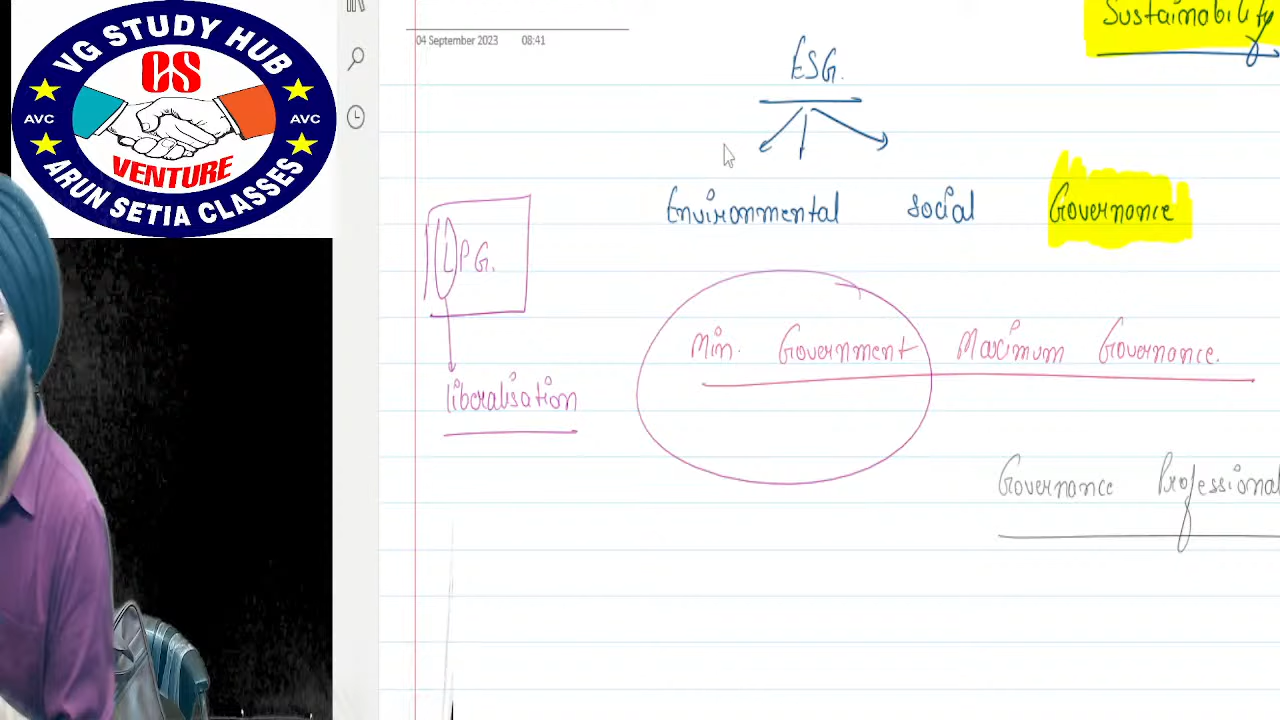 VG STUDY HUB
CS
AVC
AVC
VENTURE
ARUN SETIA CLASSES
04 September 2023 08:41
Sustainability
ESG.
Environmental Social Governance
LPG.
Min. Government Maximum Governance.
liberalisation
Governance Professional